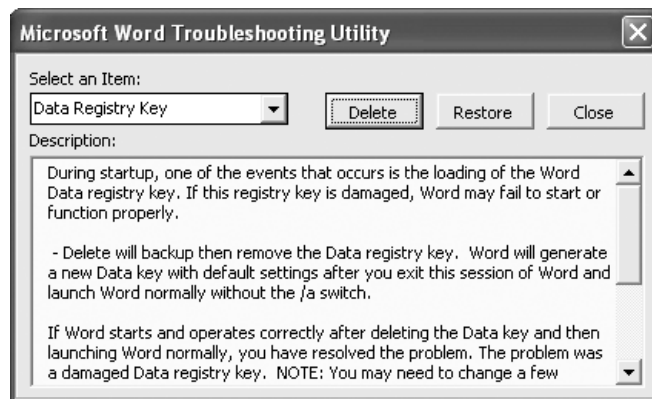 Microsoft Word Troubleshooting Utility
Select an Item:
Data Registry Key
Delete
Restore
Close
Description:
During startup, one of the events that occurs is the loading of the Word
Data registry key. If this registry key is damaged, Word may fail to start or
function properly.
- Delete will backup then remove the Data registry key. Word will generate
a new Data key with default settings after you exit this session of Word and
launch Word normally without the /a switch.
If Word starts and operates correctly after deleting the Data key and then
launching Word normally, you have resolved the problem. The problem was
a damaged Data registry key. NOTE: You may need to change a few